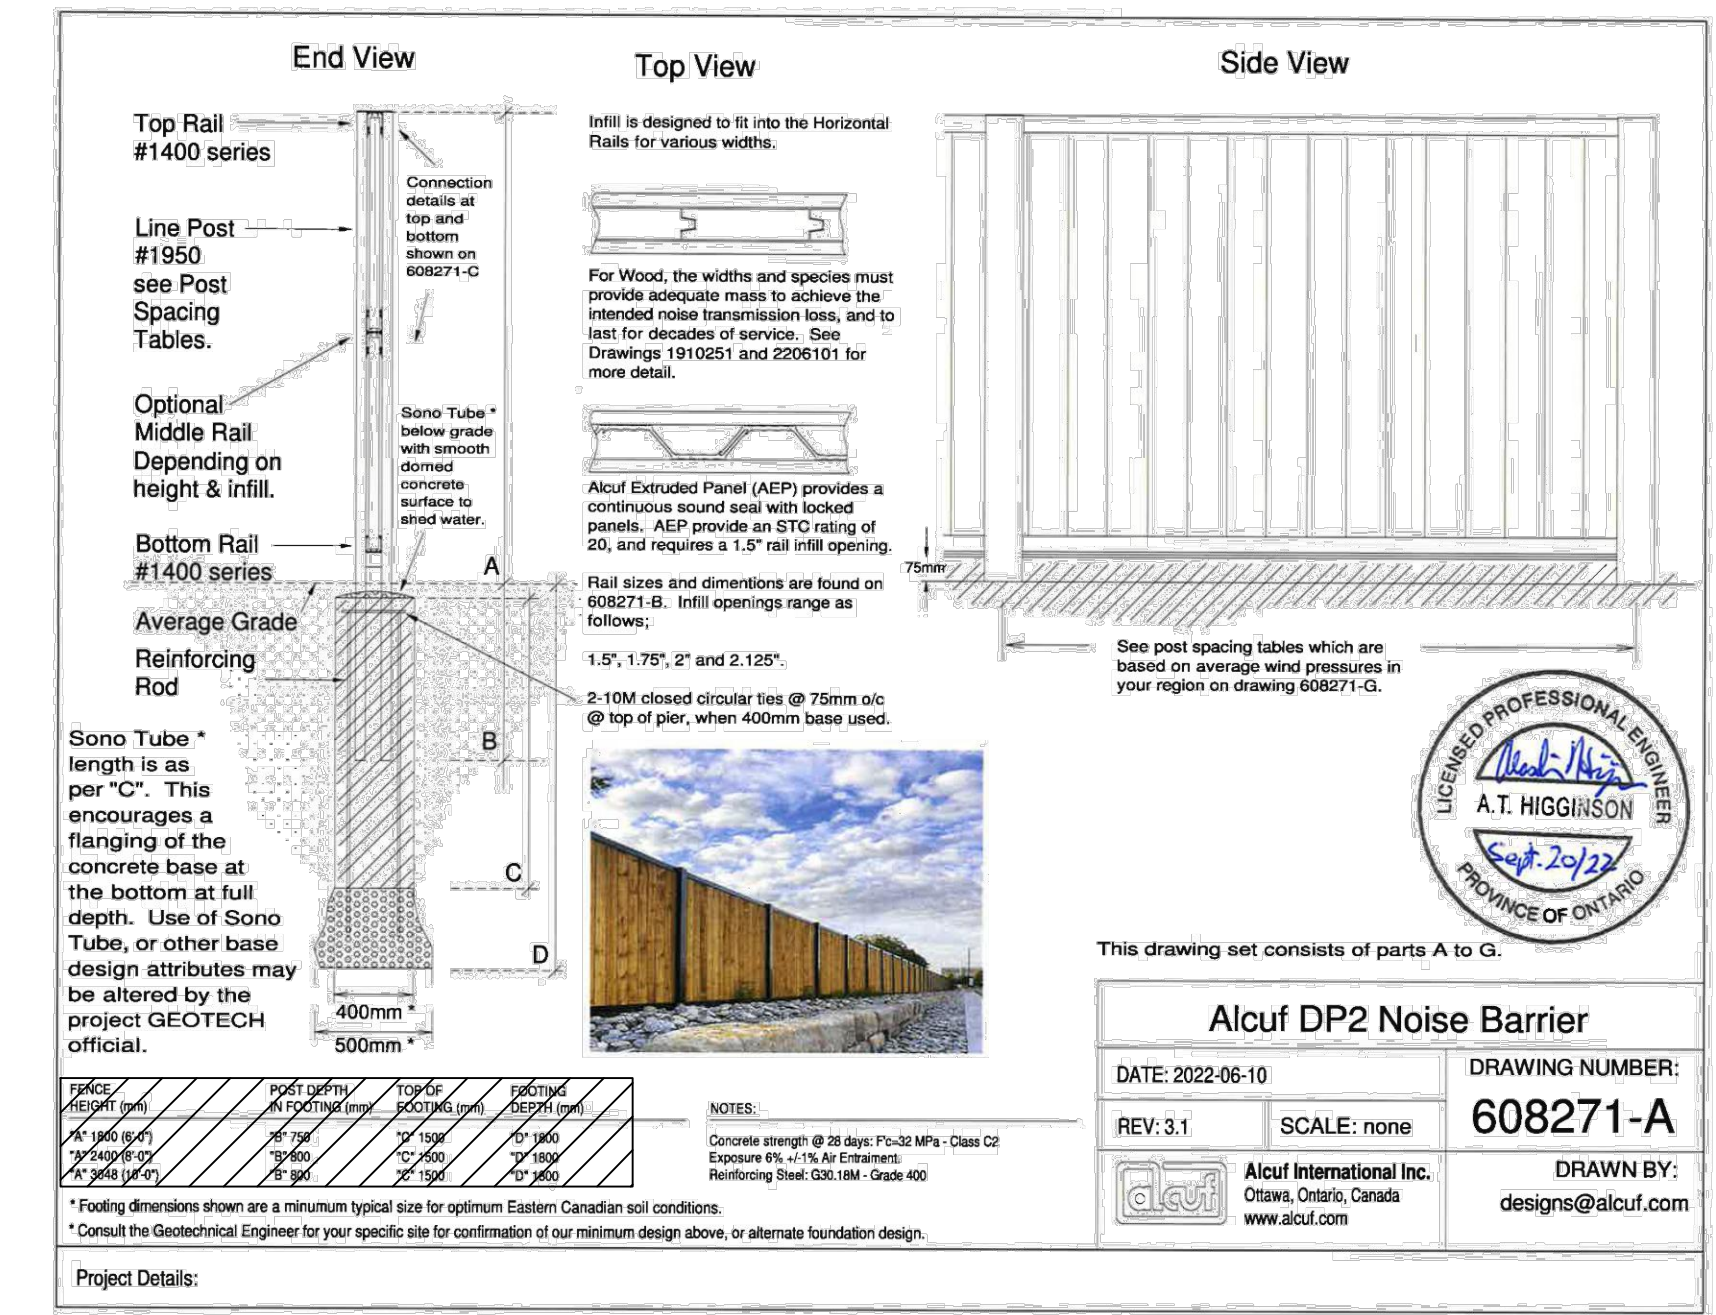 End View
Top View
Side View
Top Rail
#1400 series
Line Post
#1950
see Post
Spacing
Tables.
Optional
Middle Rail
Depending on
height & infill.
Bottom Rail
#1400 series
Average Grade
Reinforcing
Rod
Connection
details at
top and
bottom
shown on
608271-C
Sono Tube *
below grade
with smooth
domed
concrete
surface to
shed water.
A
B
C
D
Sono Tube *
length is as
per "C". This
encourages a
flanging of the
concrete base at
the bottom at full
depth. Use of Sono
Tube, or other base
design attributes may
be altered by the
project GEOTECH
official.
400mm *
500mm *
Infill is designed to fit into the Horizontal
Rails for various widths.
For Wood, the widths and species must
provide adequate mass to achieve the
intended noise transmission loss, and to
last for decades of service. See
Drawings 1910251 and 2206101 for
more detail.
Alcuf Extruded Panel (AEP) provides a
continuous sound seal with locked
panels. AEP provide an STC rating of
20, and requires a 1.5" rail infill opening.
Rail sizes and dimentions are found on
608271-B. Infill openings range as
follows;
1.5", 1.75", 2" and 2.125".
2-10M closed circular ties @ 75mm o/c
@ top of pier, when 400mm base used.
75mm
See post spacing tables which are
based on average wind pressures in
your region on drawing 608271-G.
LICENSED PROFESSIONAL ENGINEER
A.T. HIGGINSON
Sept. 20/22
PROVINCE OF ONTARIO
This drawing set consists of parts A to G.
FENCE HEIGHT (mm) POST DEPTH IN FOOTING (mm) TOP OF FOOTING (mm) FOOTING DEPTH (mm)
"A" 1800 (6'-0") "B" 750 "C" 1500 "D" 1800
"A" 2400 (8'-0") "B" 800 "C" 1500 "D" 1800
"A" 3048 (10'-0") "B" 800 "C" 1500 "D" 1800
NOTES:
Concrete strength @ 28 days: F'c=32 MPa - Class C2
Exposure 6% +/-1% Air Entraiment.
Reinforcing Steel: G30.18M - Grade 400
* Footing dimensions shown are a minumum typical size for optimum Eastern Canadian soil conditions.
* Consult the Geotechnical Engineer for your specific site for confirmation of our minimum design above, or alternate foundation design.
Alcuf DP2 Noise Barrier
DATE: 2022-06-10
REV: 3.1
SCALE: none
DRAWING NUMBER:
608271-A
alcuf
Alcuf International Inc.
Ottawa, Ontario, Canada
www.alcuf.com
DRAWN BY:
designs@alcuf.com
Project Details: